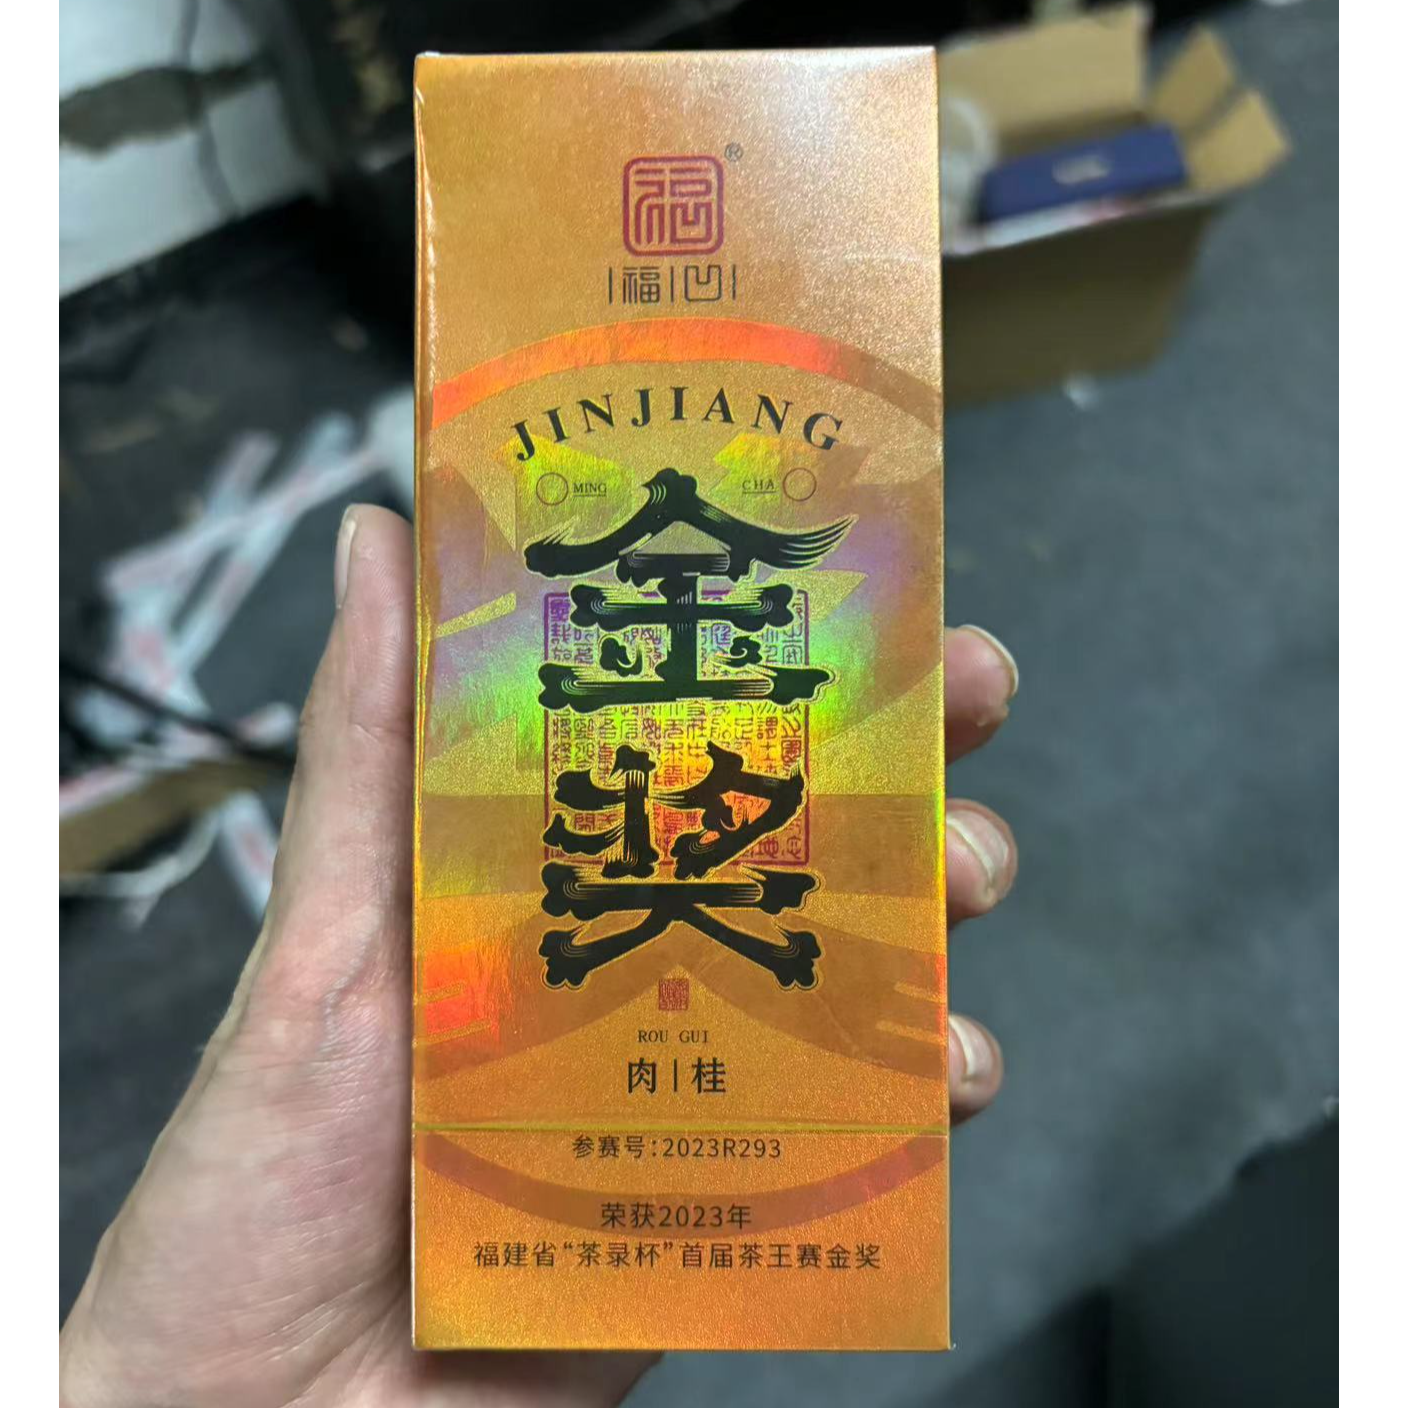 福
®
福 凹
JINJIANG
MING CHA
金奖
ROU GUI
肉|桂
参赛号:2023R293
荣获2023年
福建省“茶录杯”首届茶王赛金奖